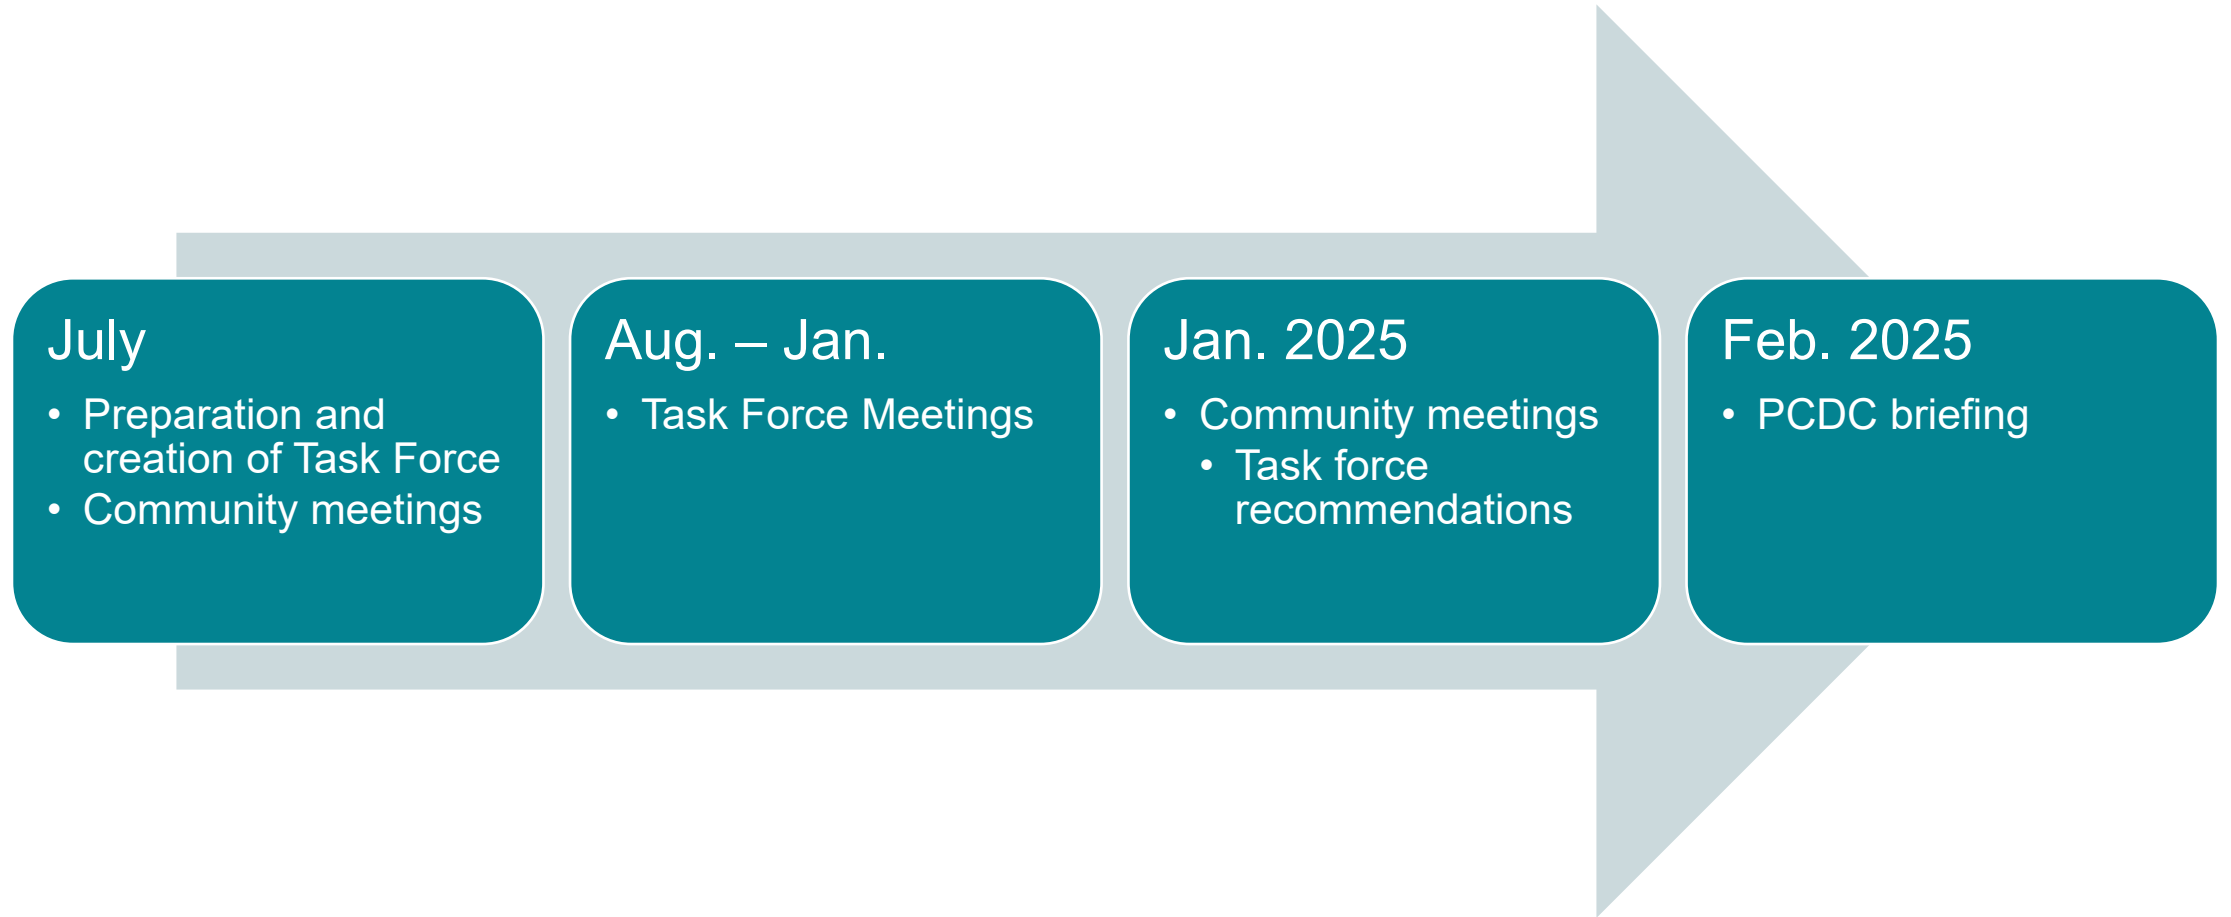 July
• Preparation and
creation of Task Force
• Community meetings
Aug. – Jan.
• Task Force Meetings
Jan. 2025
• Community meetings
• Task force
recommendations
Feb. 2025
• PCDC briefing